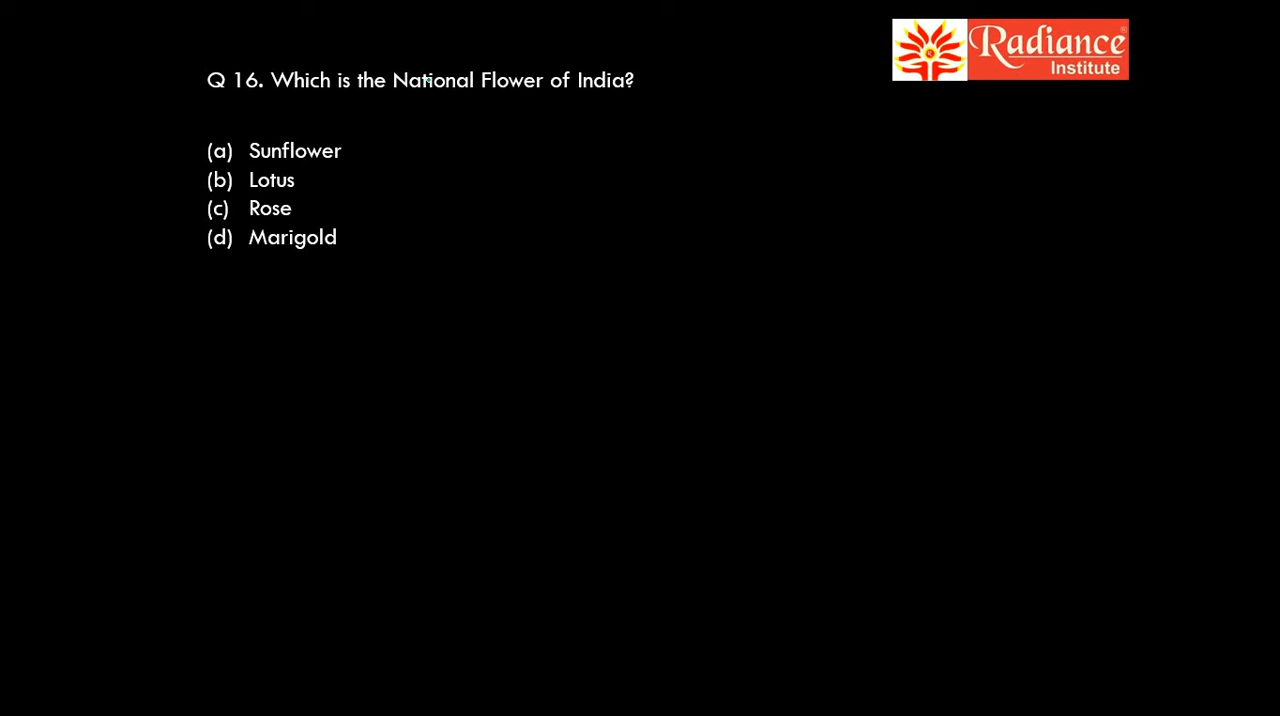 Radiance
Institute
Q 16. Which is the National Flower of India?
(a) Sunflower
(b) Lotus
(c) Rose
(d) Marigold